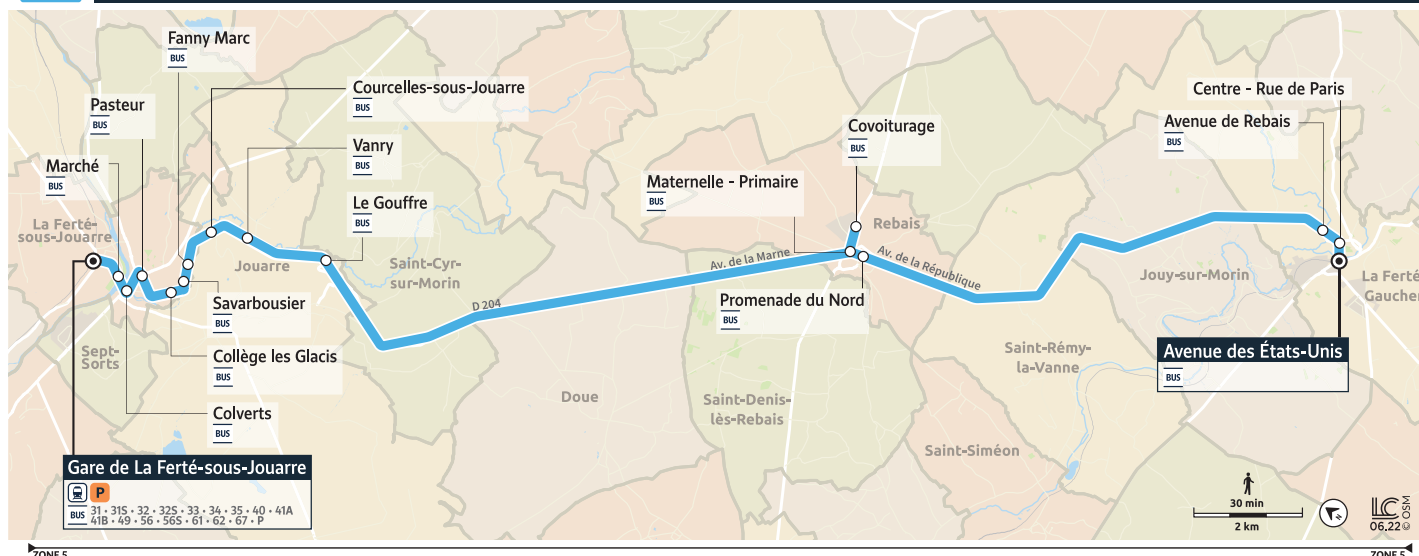 Fanny Marc
BUS
Pasteur
BUS
Marché
BUS
Courcelles-sous-Jouarre
BUS
Vanry
BUS
Le Gouffre
BUS
Covoiturage
BUS
Maternelle - Primaire
BUS
Centre - Rue de Paris
Avenue de Rebais
BUS
La Ferté-
sous-Jouarre
Jouarre
Saint-Cyr-
sur-Morin
Rebais
Av. de la Marne
Av. de la République
D 204
Jouy-sur-Morin
La Ferté
Gaucher
Savarbousier
BUS
Promenade du Nord
BUS
Sept-
Sorts
Collège les Glacis
BUS
Colverts
BUS
Doue
Saint-Denis-
lès-Rebais
Saint-Rémy-
la-Vanne
Saint-Siméon
Avenue des États-Unis
BUS
Gare de La Ferté-sous-Jouarre
P
BUS 31 • 31S • 32 • 32S • 33 • 34 • 35 • 40 • 41A
41B • 49 • 56 • 56S • 61 • 62 • 67 • P
30 min
2 km
LC
06.22 © OSM
ZONE 5
ZONE 5